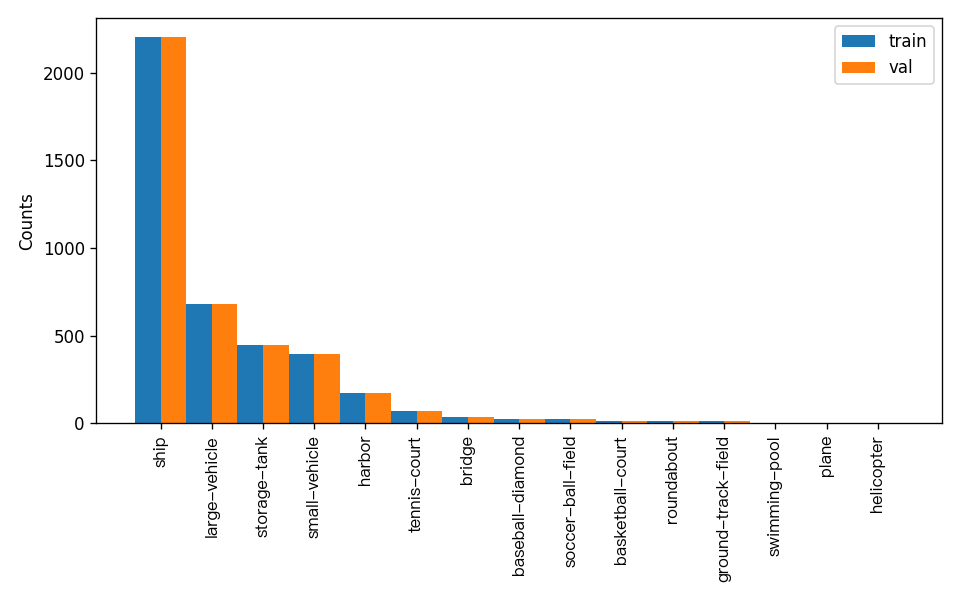 train
val
2000
1500
1000
500
0
Counts
ship
large−vehicle
storage−tank
small−vehicle
harbor
tennis−court
bridge
baseball−diamond
soccer−ball−field
basketball−court
roundabout
ground−track−field
swimming−pool
plane
helicopter